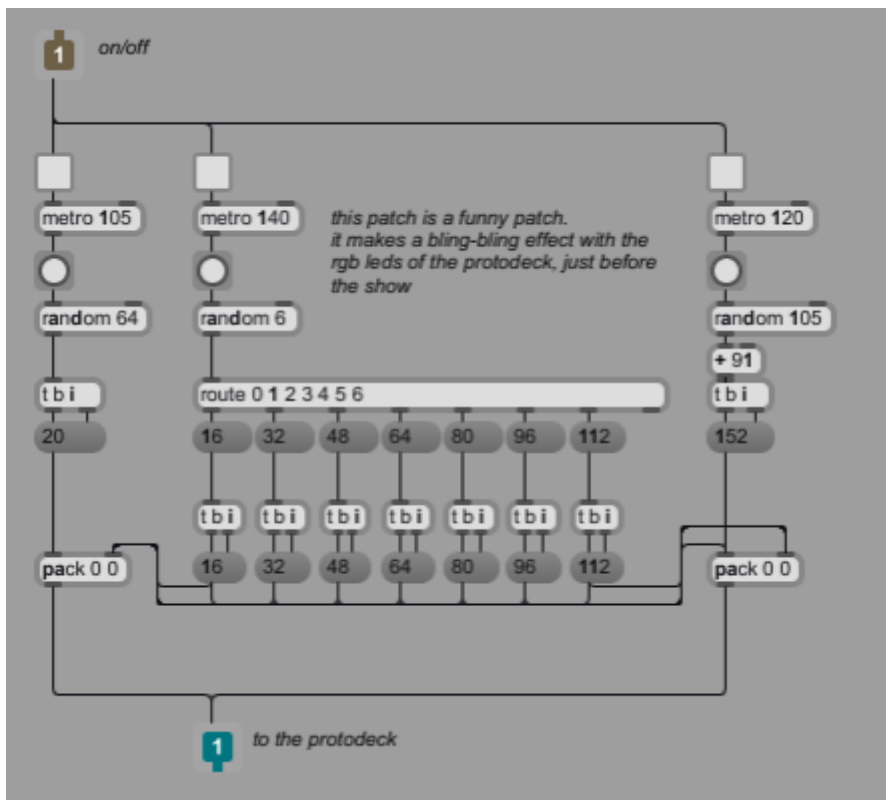 1 on/off
metro 105 metro 140 metro 120
this patch is a funny patch.
it makes a bling-bling effect with the
rgb leds of the protodeck, just before
the show
random 64 random 6 random 105
+ 91
t b i route 0 1 2 3 4 5 6 t b i
20 16 32 48 64 80 96 112 152
t b i t b i t b i t b i t b i t b i t b i
pack 0 0 16 32 48 64 80 96 112 pack 0 0
1 to the protodeck